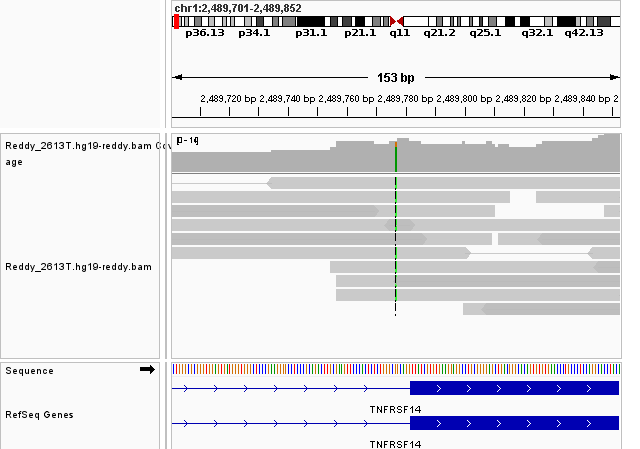 chr1:2,489,701-2,489,852
p36.13 p34.1 p31.1 p21.1 q11 q21.2 q25.1 q32.1 q42.13
153 bp
2,489,720 bp 2,489,740 bp 2,489,760 bp 2,489,780 bp 2,489,800 bp 2,489,820 bp 2,489,840 bp 2
Reddy_2613T.hg19-reddy.bam Cov
age
Reddy_2613T.hg19-reddy.bam
Sequence
TNFRSF14
RefSeq Genes
TNFRSF14